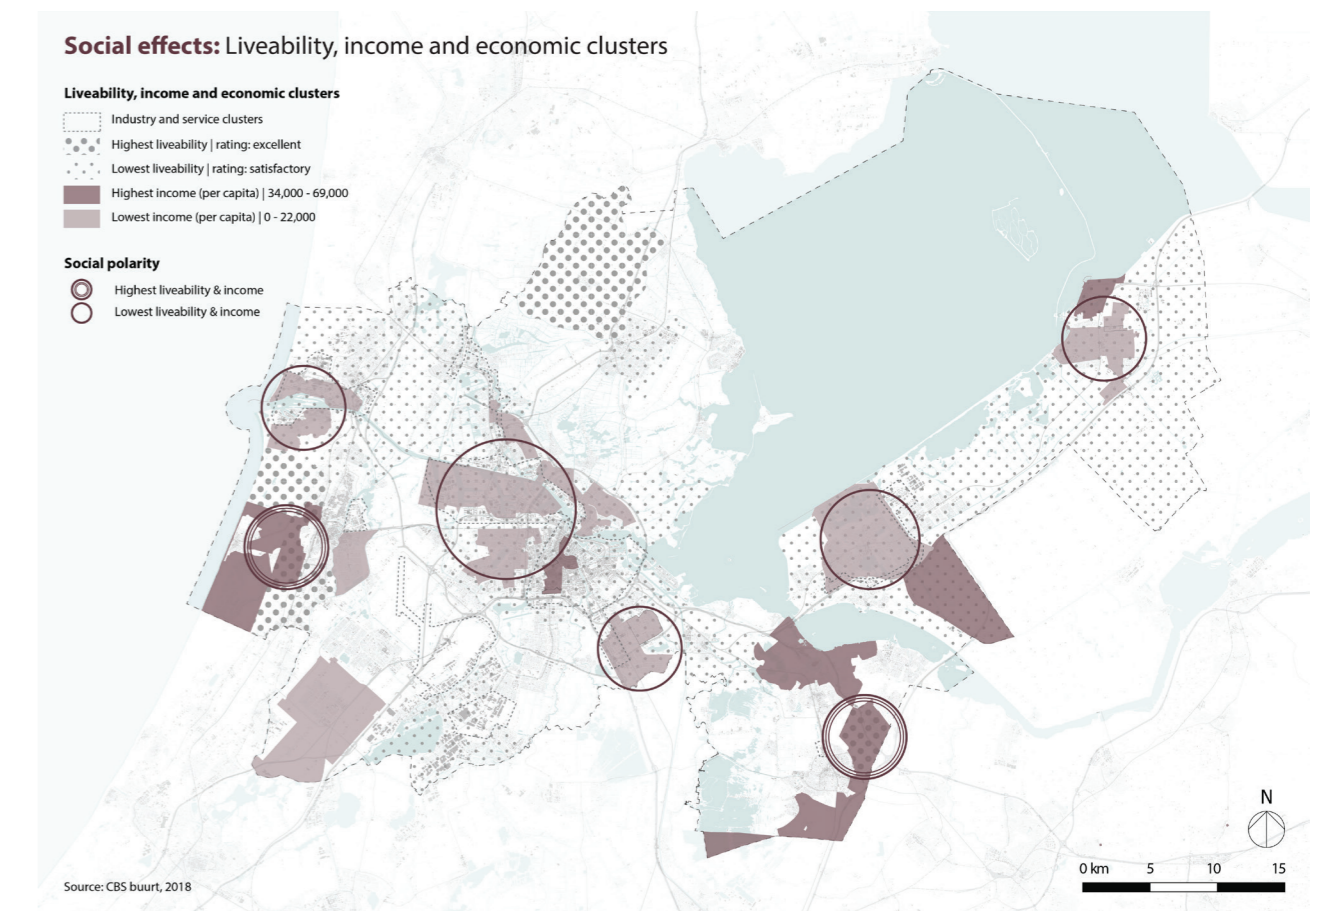 Social effects: Liveability, income and economic clusters
Liveability, income and economic clusters
Industry and service clusters
Highest liveability | rating: excellent
Lowest liveability | rating: satisfactory
Highest income (per capita) | 34,000 - 69,000
Lowest income (per capita) | 0 - 22,000
Social polarity
Highest liveability & income
Lowest liveability & income
N
0 km 5 10 15
Source: CBS buurt, 2018